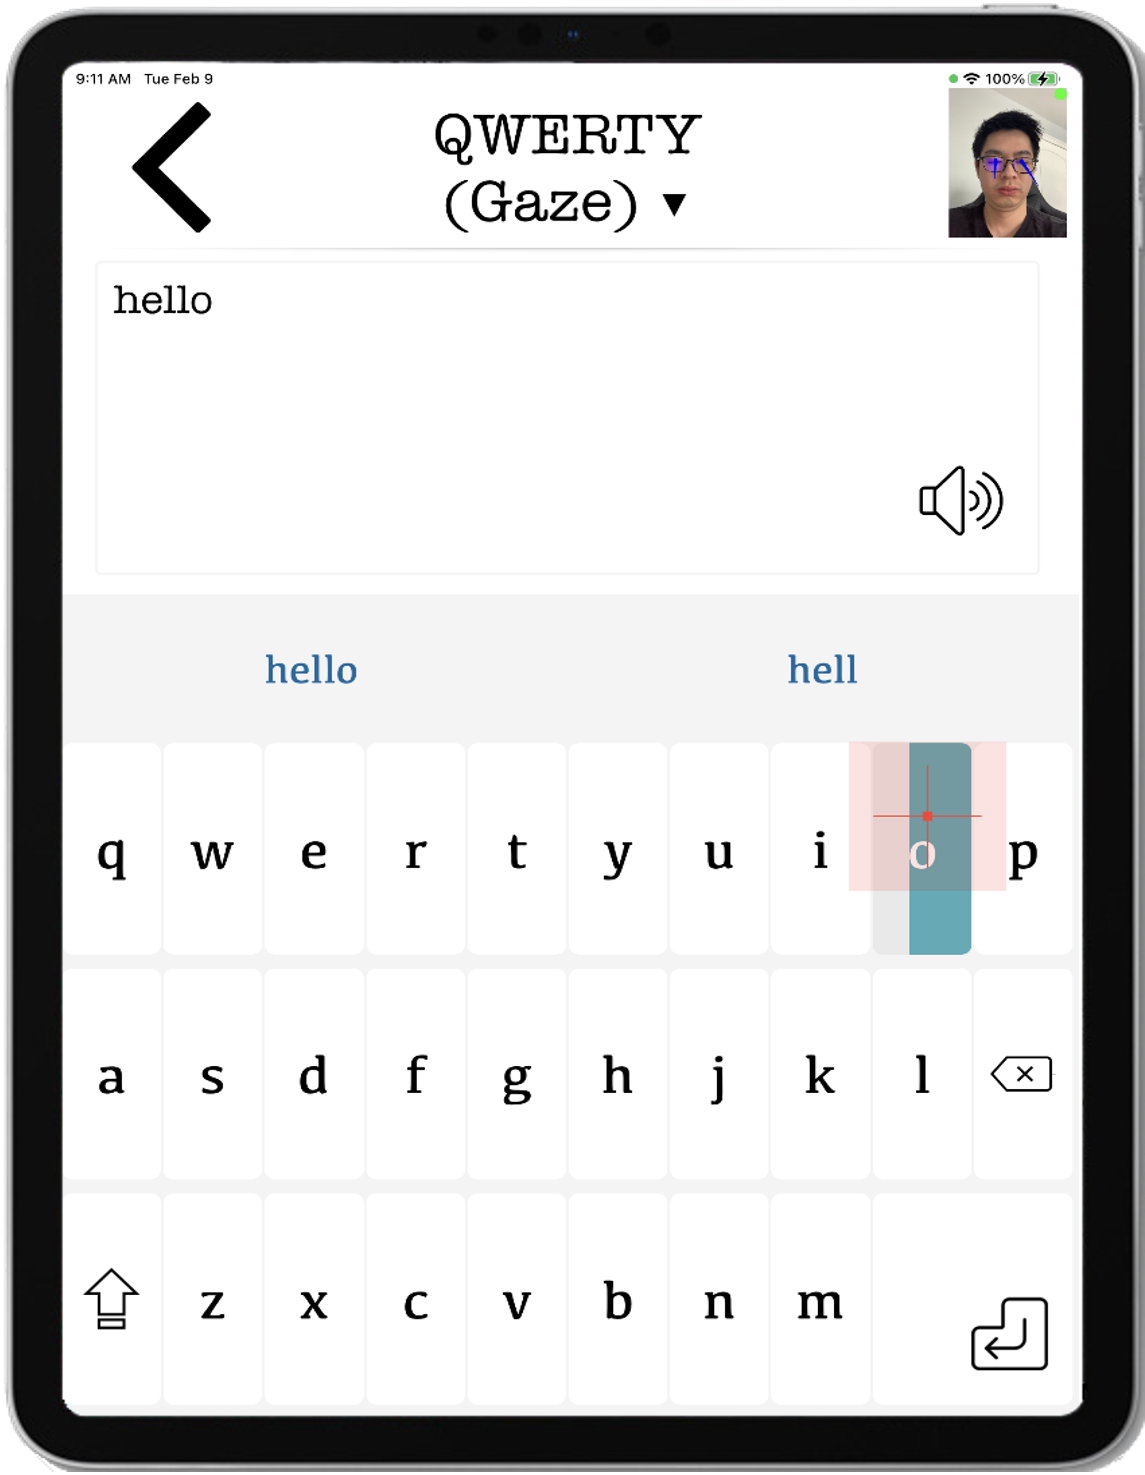 9:11 AM Tue Feb 9 100%
QWERTY
(Gaze) ▼
hello
hello hell
q w e r t y u i o p
a s d f g h j k l
z x c v b n m